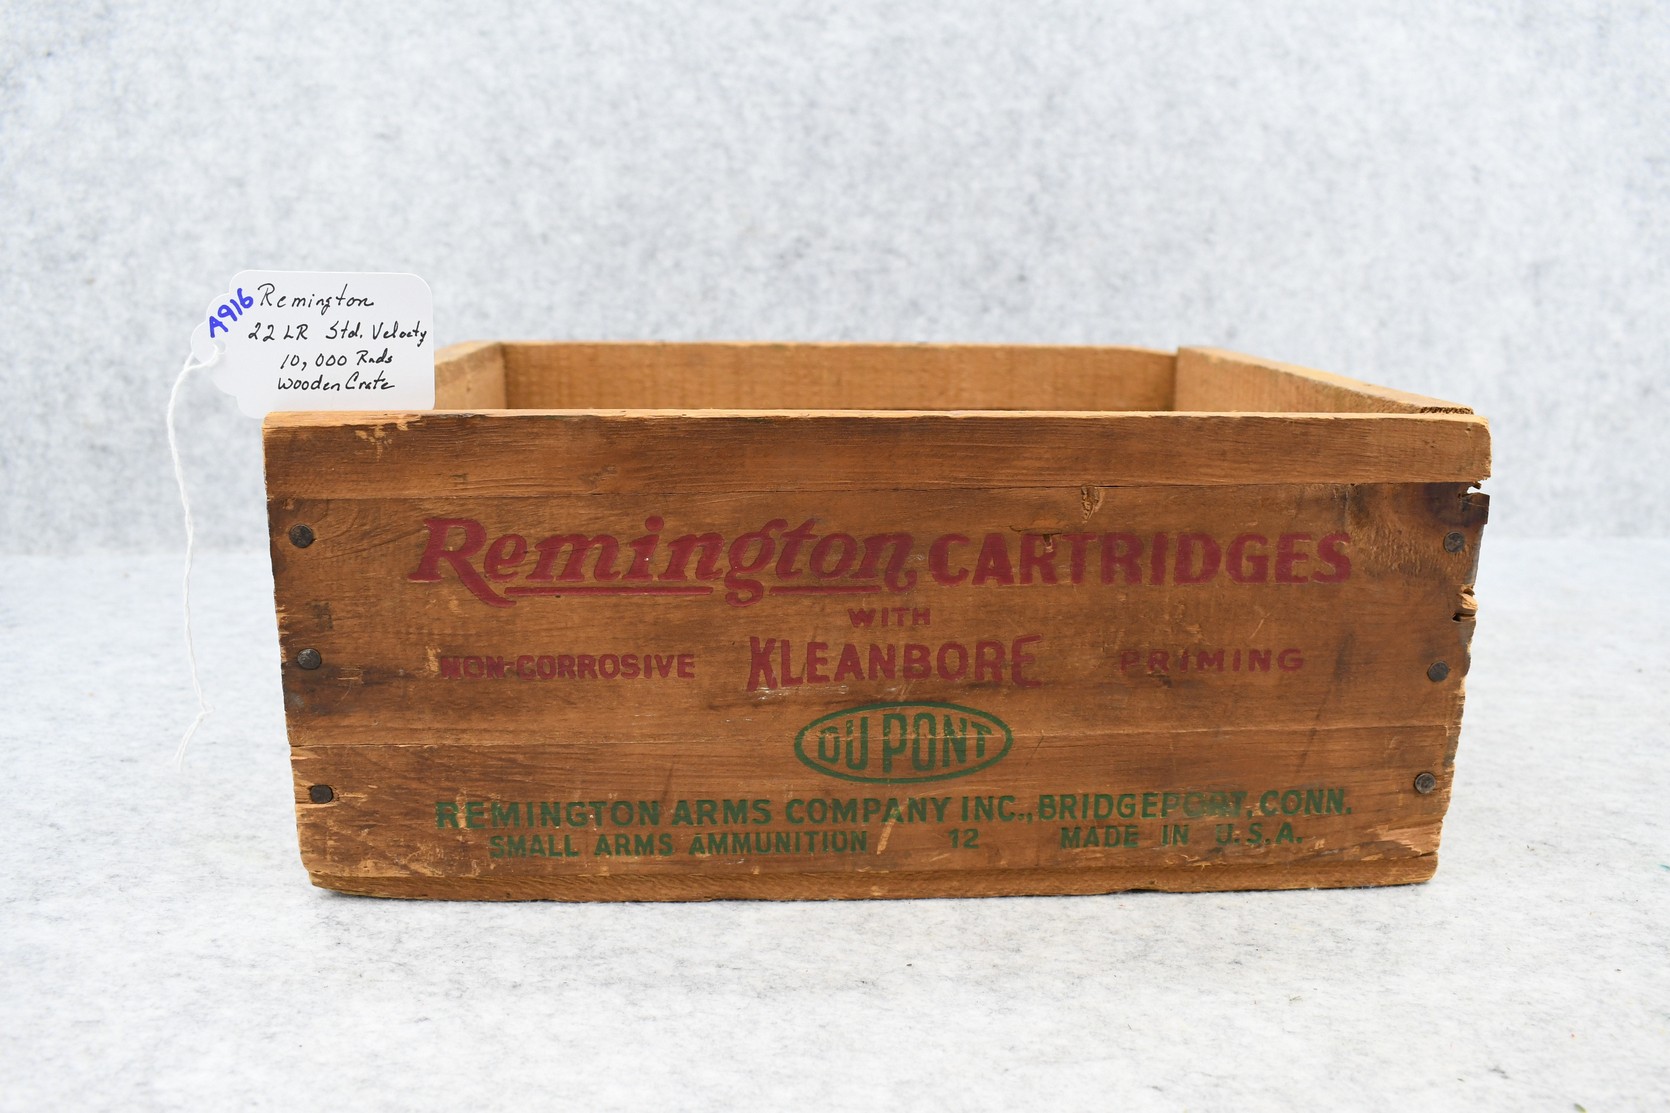 A916
Remington
22 LR Std. Velocity
10,000 Rnds
Wooden Crate
Remington CARTRIDGES
WITH
NON-CORROSIVE KLEANBORE PRIMING
DU PONT
REMINGTON ARMS COMPANY INC., BRIDGEPORT, CONN.
SMALL ARMS AMMUNITION 12 MADE IN U.S.A.